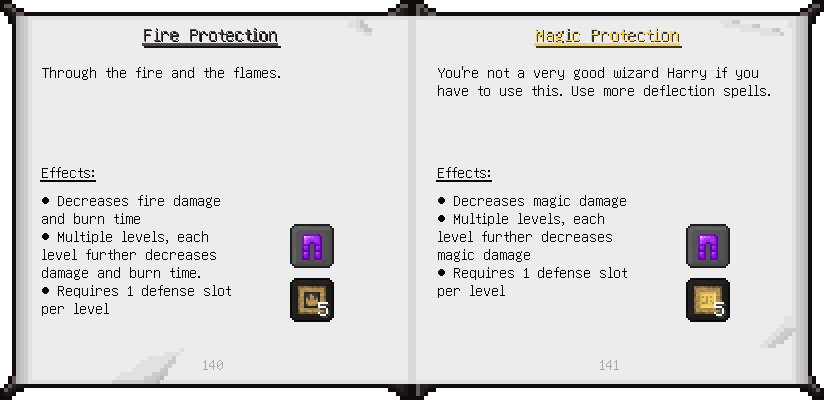 Fire Protection
Through the fire and the flames.
Effects:
• Decreases fire damage
and burn time
• Multiple levels, each
level further decreases
damage and burn time.
• Requires 1 defense slot
per level
5
140
Magic Protection
You're not a very good wizard Harry if you
have to use this. Use more deflection spells.
Effects:
• Decreases magic damage
• Multiple levels, each
level further decreases
magic damage
• Requires 1 defense slot
per level
5
141